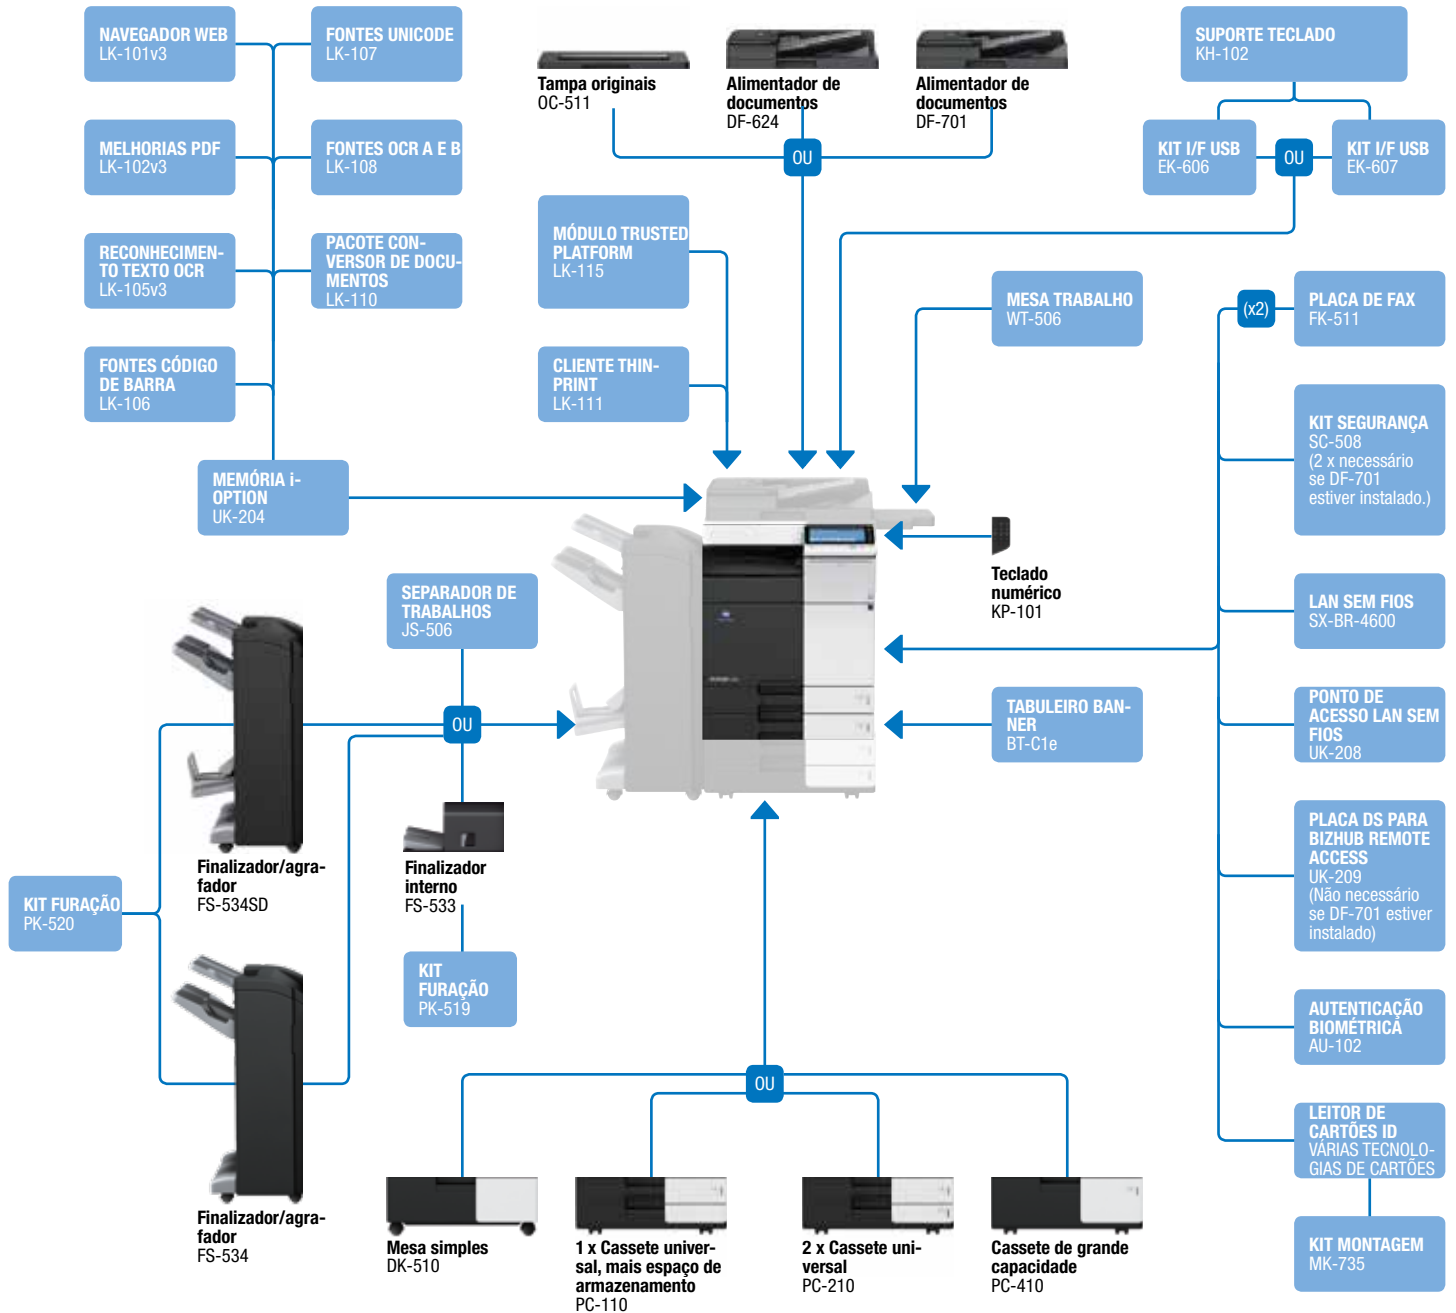 NAVEGADOR WEB
LK-101v3
FONTES UNICODE
LK-107
MELHORIAS PDF
LK-102v3
FONTES OCR A E B
LK-108
RECONHECIMEN-
TO TEXTO OCR
LK-105v3
PACOTE CON-
VERSOR DE DOCU-
MENTOS
LK-110
FONTES CÓDIGO
DE BARRA
LK-106
MEMÓRIA i-
OPTION
UK-204
Tampa originais
OC-511
Alimentador de
documentos
DF-624
Alimentador de
documentos
DF-701
OU
SUPORTE TECLADO
KH-102
KIT I/F USB
EK-606
OU
KIT I/F USB
EK-607
MÓDULO TRUSTED
PLATFORM
LK-115
CLIENTE THIN-
PRINT
LK-111
MESA TRABALHO
WT-506
(x2)
PLACA DE FAX
FK-511
KIT SEGURANÇA
SC-508
(2 x necessário
se DF-701
estiver instalado.)
Teclado
numérico
KP-101
LAN SEM FIOS
SX-BR-4600
SEPARADOR DE
TRABALHOS
JS-506
OU
TABULEIRO BAN-
NER
BT-C1e
PONTO DE
ACESSO LAN SEM
FIOS
UK-208
PLACA DS PARA
BIZHUB REMOTE
ACCESS
UK-209
(Não necessário
se DF-701 estiver
instalado)
Finalizador/agra-
fador
FS-534SD
Finalizador
interno
FS-533
KIT FURAÇÃO
PK-520
KIT
FURAÇÃO
PK-519
AUTENTICAÇÃO
BIOMÉTRICA
AU-102
OU
LEITOR DE
CARTÕES ID
VÁRIAS TECNOLO-
GIAS DE CARTÕES
Finalizador/agra-
fador
FS-534
Mesa simples
DK-510
1 x Cassete univer-
sal, mais espaço de
armazenamento
PC-110
2 x Cassete uni-
versal
PC-210
Cassete de grande
capacidade
PC-410
KIT MONTAGEM
MK-735